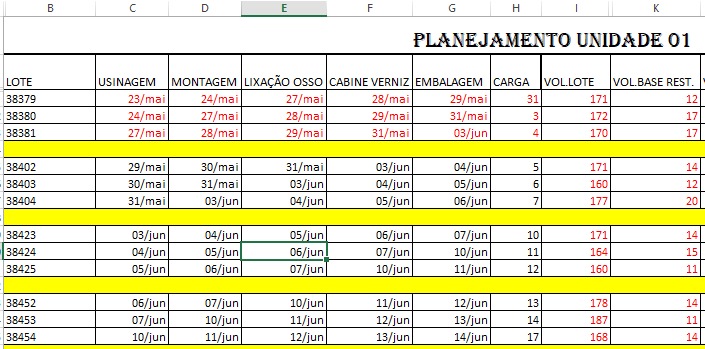 B C D E F G H I K
PLANEJAMENTO UNIDADE 01
LOTE USINAGEM MONTAGEM LIXAÇÃO OSSO CABINE VERNIZ EMBALAGEM CARGA VOL.LOTE VOL.BASE REST.
38379 23/mai 24/mai 27/mai 28/mai 29/mai 31 171 12
38380 24/mai 27/mai 28/mai 29/mai 31/mai 3 172 17
38381 27/mai 28/mai 29/mai 31/mai 03/jun 4 170 17
38402 29/mai 30/mai 31/mai 03/jun 04/jun 5 171 14
38403 30/mai 31/mai 03/jun 04/jun 05/jun 6 160 12
38404 31/mai 03/jun 04/jun 05/jun 06/jun 7 177 20
38423 03/jun 04/jun 05/jun 06/jun 07/jun 10 171 14
38424 04/jun 05/jun 06/jun 07/jun 10/jun 11 164 15
38425 05/jun 06/jun 07/jun 10/jun 11/jun 12 160 11
38452 06/jun 07/jun 10/jun 11/jun 12/jun 13 178 14
38453 07/jun 10/jun 11/jun 12/jun 13/jun 14 187 11
38454 10/jun 11/jun 12/jun 13/jun 14/jun 17 168 14